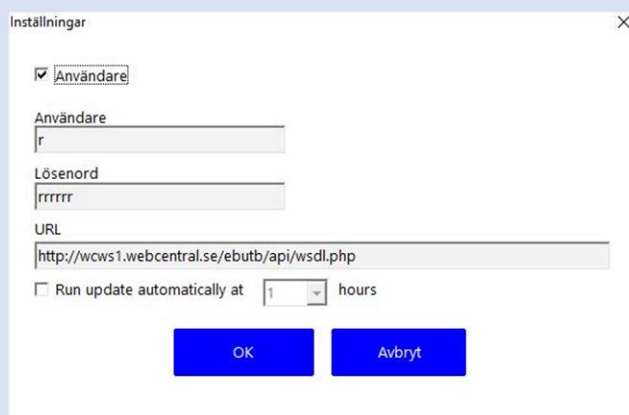 Inställningar
Användare
Användare
r
Lösenord
rrrrrr
URL
http://wcws1.webcentral.se/ebutb/api/wsdl.php
Run update automatically at 1 hours
OK Avbryt